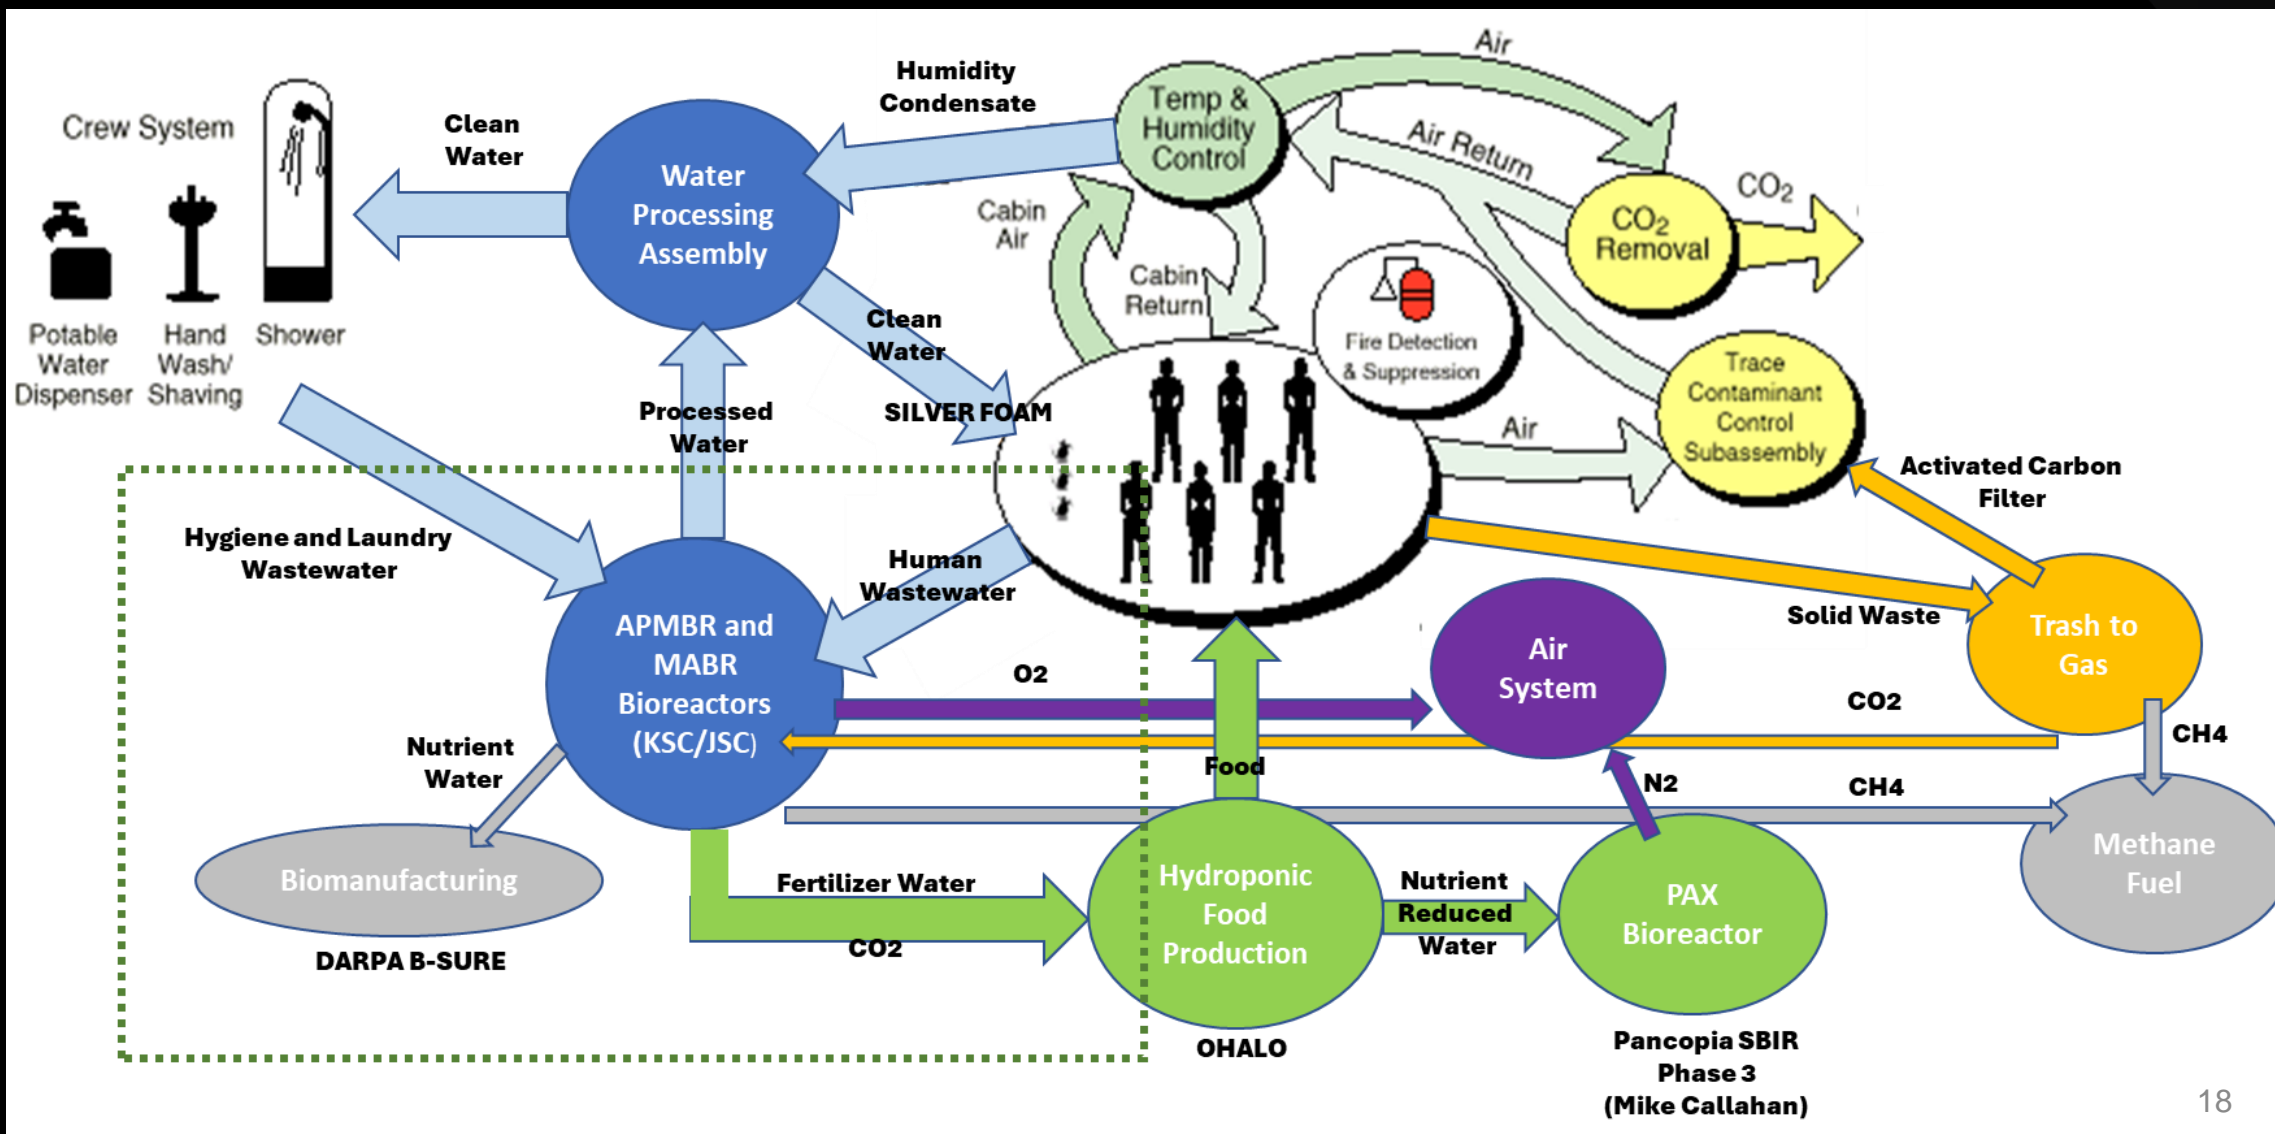 Crew System
Potable
Water
Dispenser
Hand
Wash/
Shaving
Shower
Clean
Water
Water
Processing
Assembly
Humidity
Condensate
Temp &
Humidity
Control
Air
Air Return
CO2
Removal
CO2
Cabin
Air
Cabin
Return
Fire Detection
& Suppression
Trace
Contaminant
Control
Subassembly
Air
Clean
Water
SILVER FOAM
Processed
Water
Hygiene and Laundry
Wastewater
Human
Wastewater
Activated Carbon
Filter
Solid Waste
Trash to
Gas
APMBR and
MABR
Bioreactors
(KSC/JSC)
O2
Air
System
CO2
CH4
Nutrient
Water
Food
N2
CH4
Methane
Fuel
Biomanufacturing
DARPA B-SURE
Fertilizer Water
CO2
Hydroponic
Food
Production
OHALO
Nutrient
Reduced
Water
PAX
Bioreactor
Pancopia SBIR
Phase 3
(Mike Callahan)
18